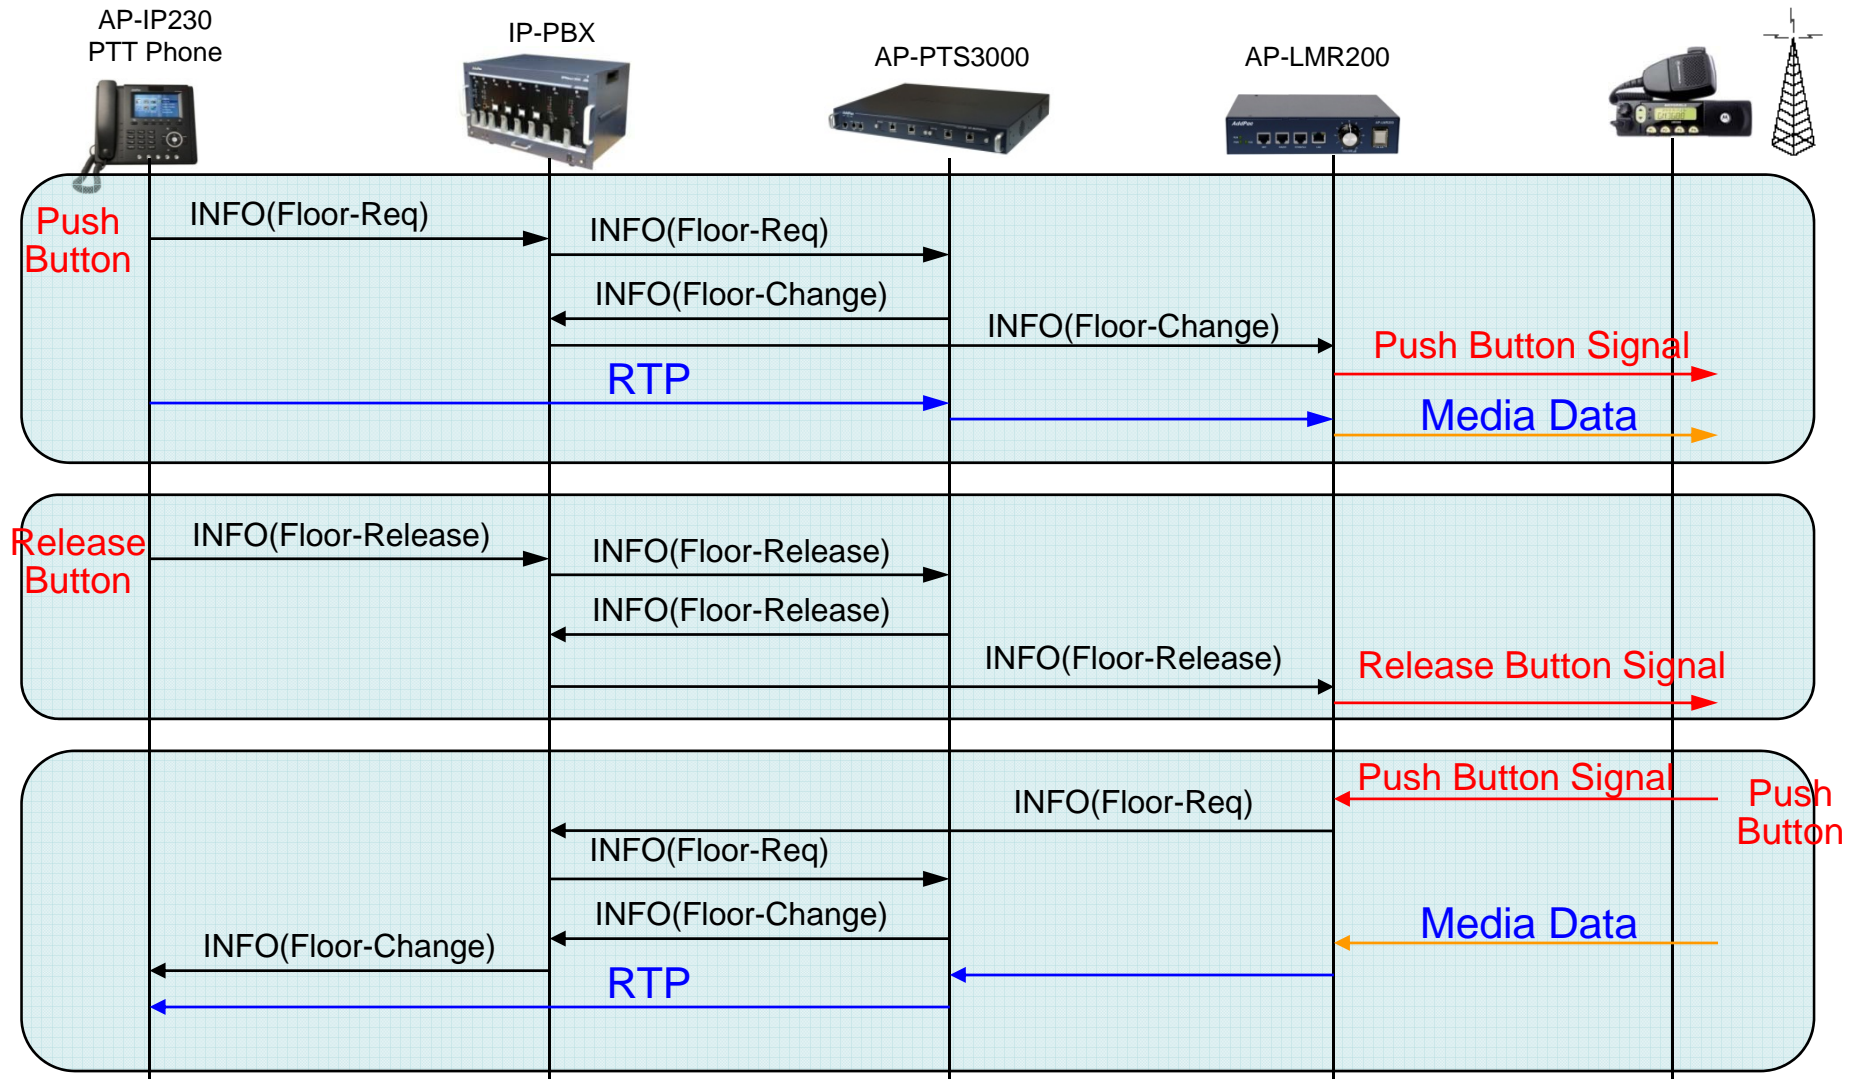 AP-IP230
PTT Phone
IP-PBX
AP-PTS3000
AP-LMR200
AddPac
Push
Button
INFO(Floor-Req)
INFO(Floor-Req)
INFO(Floor-Change)
INFO(Floor-Change)
Push Button Signal
RTP
Media Data
Release
Button
INFO(Floor-Release)
INFO(Floor-Release)
INFO(Floor-Release)
INFO(Floor-Release)
Release Button Signal
Push Button Signal
Push
Button
INFO(Floor-Req)
INFO(Floor-Req)
INFO(Floor-Change)
Media Data
INFO(Floor-Change)
RTP